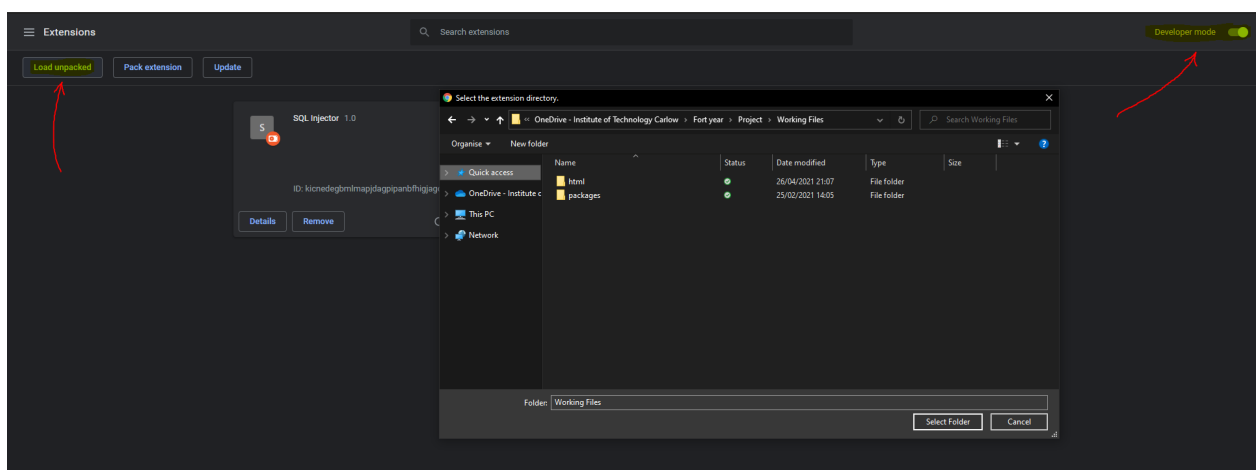 Extensions
Search extensions
Developer mode
Load unpacked
Pack extension
Update
S
SQL Injector 1.0
Details
Remove
Select the extension directory.
« OneDrive - Institute of Technology Carlow › Fort year › Project › Working Files
Search Working Files
Organise
New folder
Name
Status
Date modified
Type
Size
Quick access
OneDrive - Institute c
This PC
Network
html
26/04/2021 21:07
File folder
packages
25/02/2021 14:05
File folder
Folder: Working Files
Select Folder
Cancel